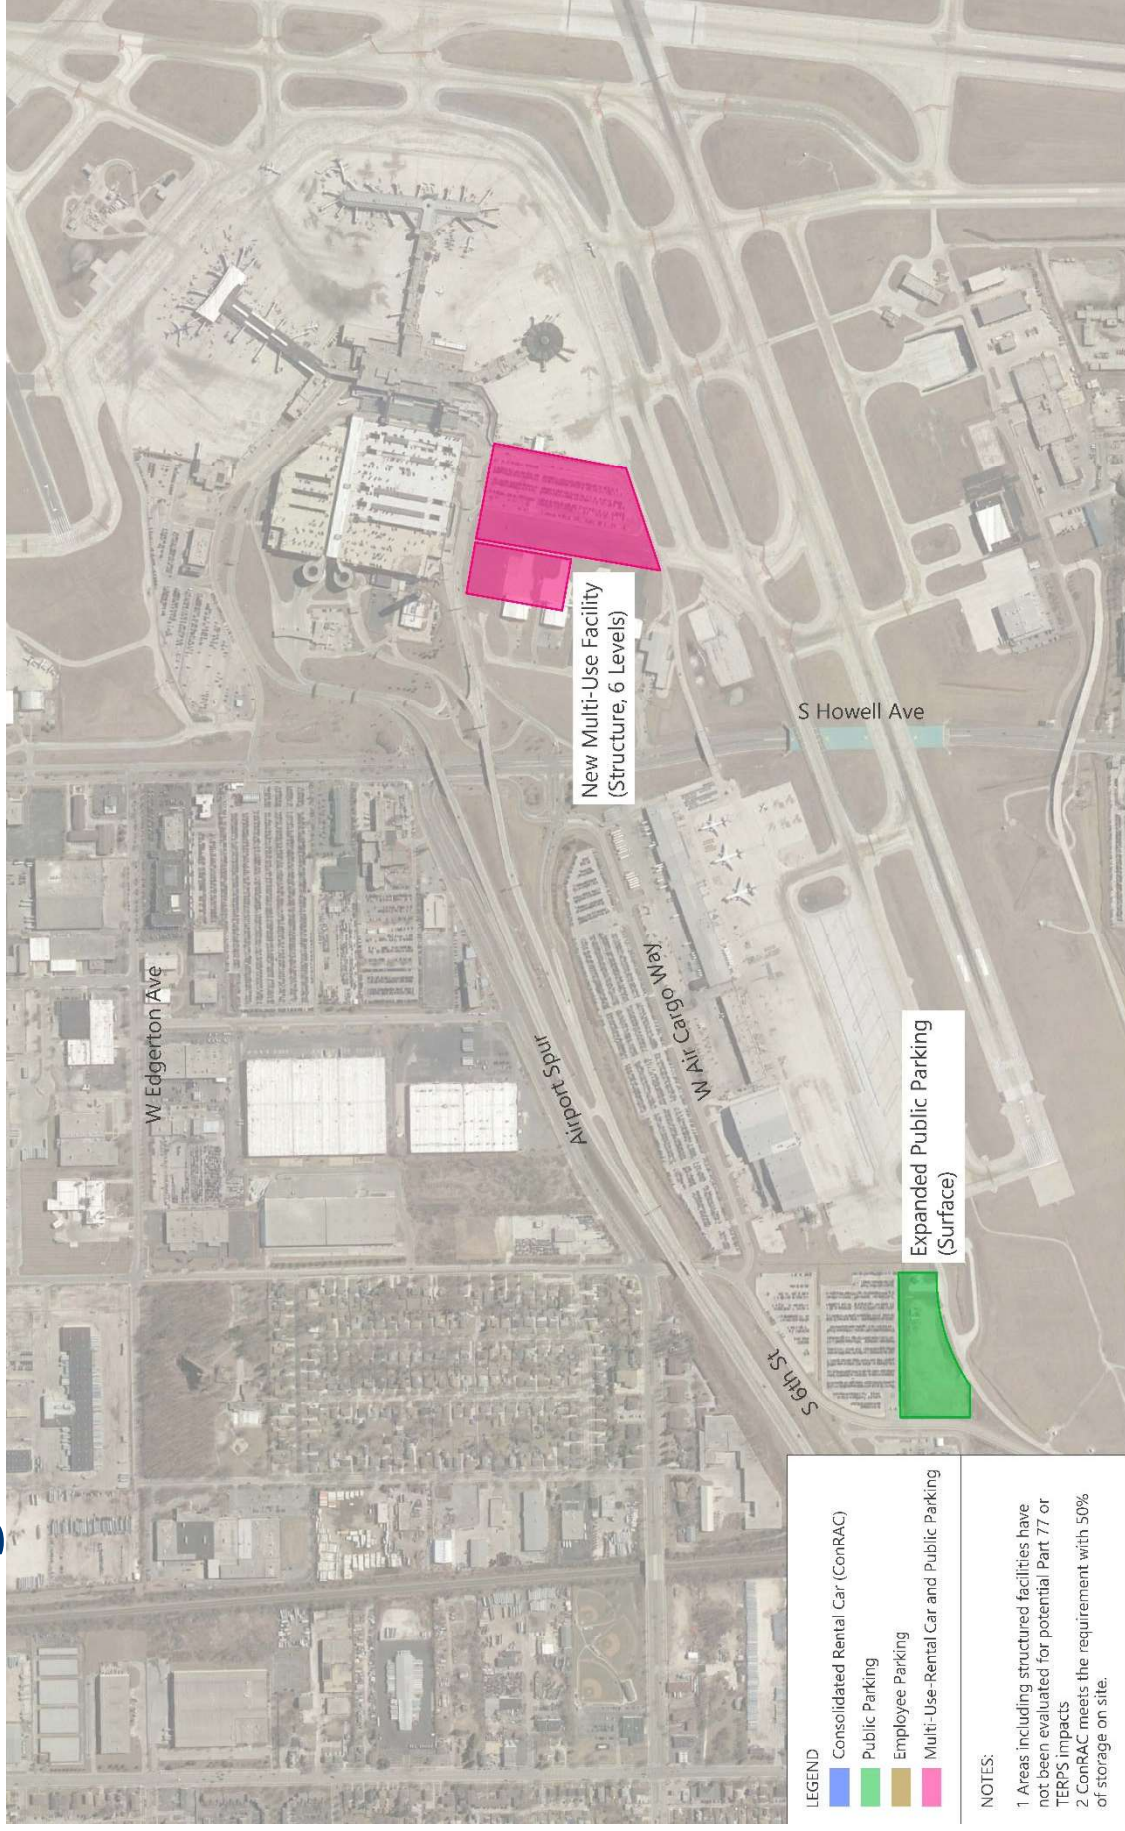 W Edgerton Ave
Airport Spur
W Air Cargo Way
S Howell Ave
S 6th St
New Multi-Use Facility
(Structure, 6 Levels)
Expanded Public Parking
(Surface)
LEGEND
Consolidated Rental Car (ConRAC)
Public Parking
Employee Parking
Multi-Use-Rental Car and Public Parking
NOTES:
1 Areas including structured facilities have
not been evaluated for potential Part 77 or
TERPS impacts
2 ConRAC meets the requirement with 50%
of storage on site.